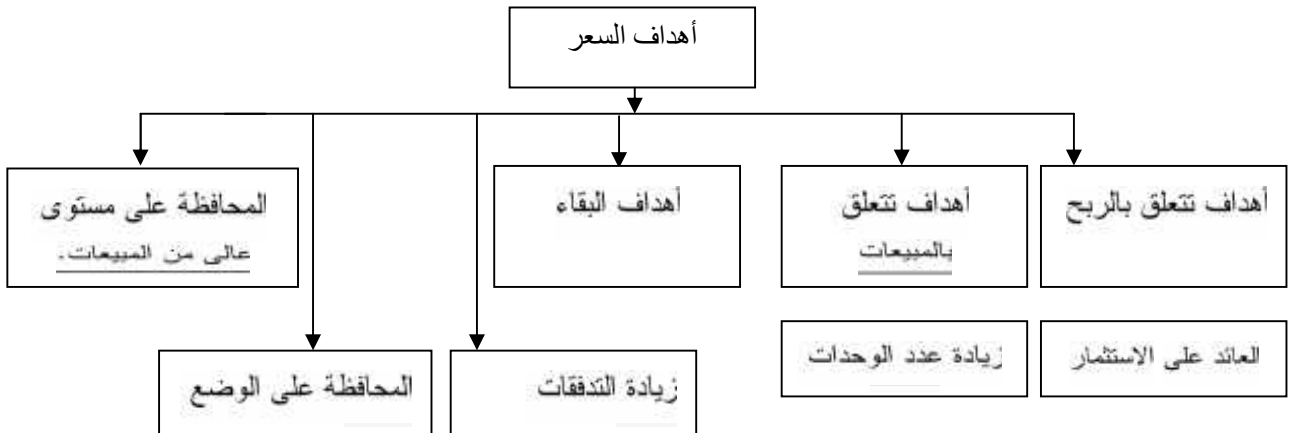 أهداف السعر
أهداف تتعلق بالربح
أهداف تتعلق
بالمبيعات
أهداف البقاء
المحافظة على مستوى
عالى من المبيعات.
العائد على الاستثمار
زيادة عدد الوحدات
زيادة التدفقات
المحافظة على الوضع